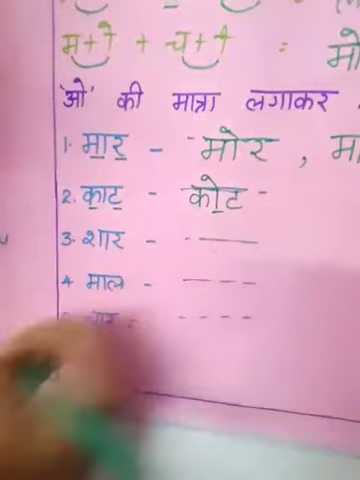 म+ + च+ = मो
'ओ' की मात्रा लगाकर
1. मार - मोर, मा
2. काट - कोट -
3. शार - ----
4. माल - ----